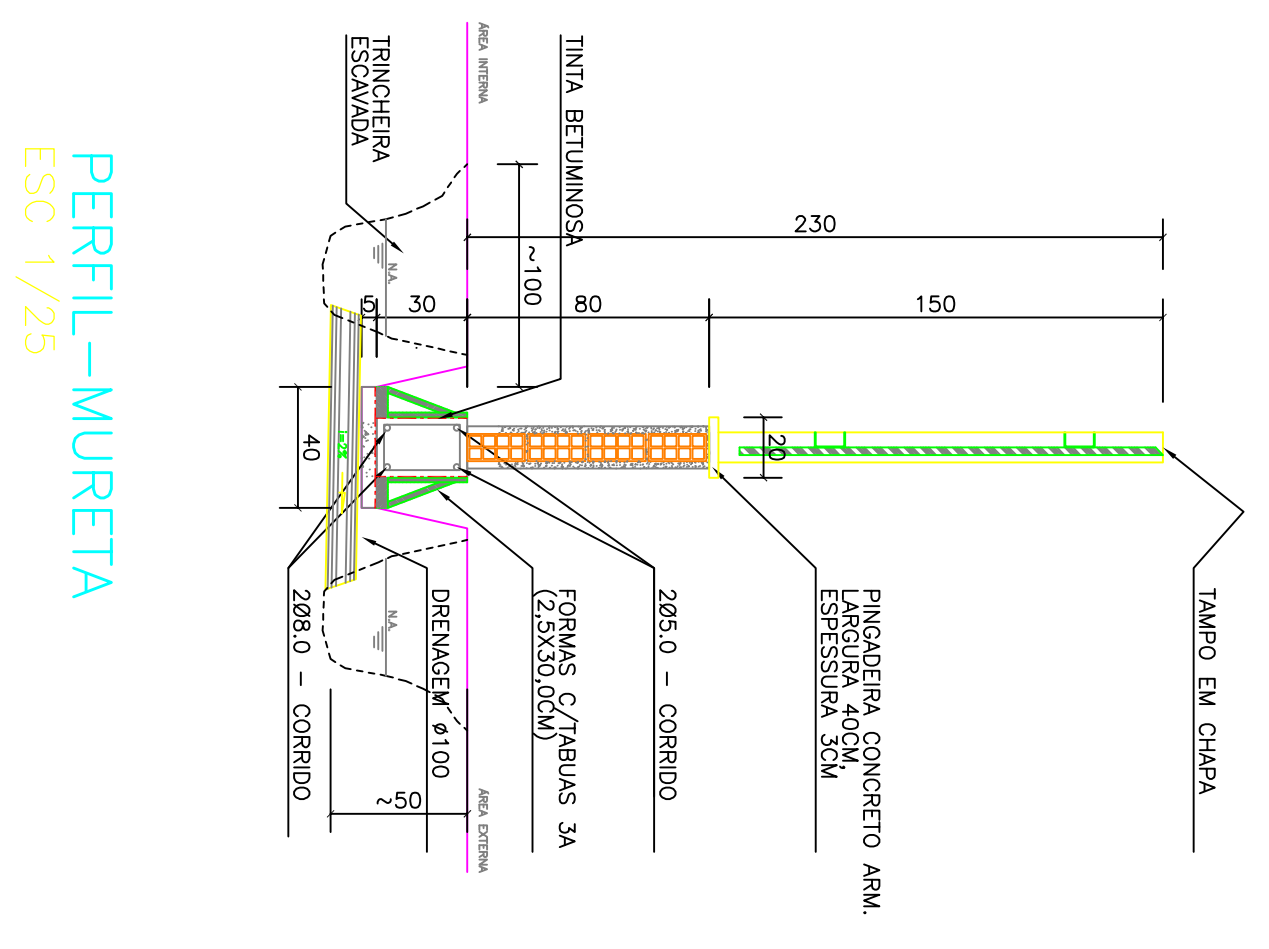 PERFIL-MURETA
ESC 1/25
ÁREA INTERNA
TRINCHEIRA
ESCAVADA
TINTA BETUMINOSA
230
~100
5
30
80
150
N.A.
40
20
i=2%
N.A.
2Ø8.0 - CORRIDO
DRENAGEM Ø100
FORMAS C/TABUAS 3A
(2,5X30,0CM)
2Ø5.0 - CORRIDO
PINGADEIRA CONCRETO ARM.
LARGURA 40CM,
ESPESSURA 3CM
TAMPO EM CHAPA
~50
ÁREA EXTERNA